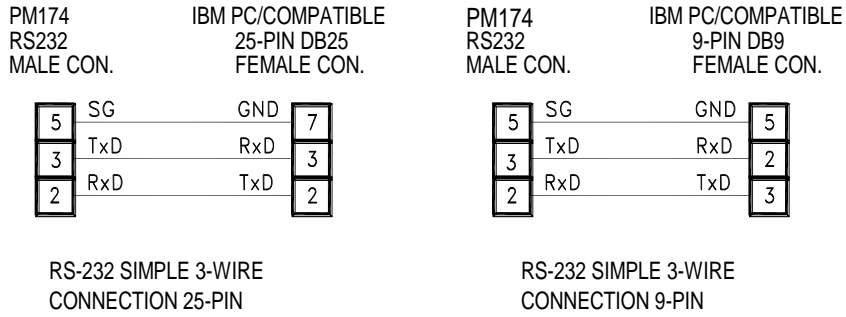 PM174
RS232
MALE CON.
IBM PC/COMPATIBLE
25-PIN DB25
FEMALE CON.
5 SG GND 7
3 TxD RxD 3
2 RxD TxD 2
RS-232 SIMPLE 3-WIRE
CONNECTION 25-PIN
PM174
RS232
MALE CON.
IBM PC/COMPATIBLE
9-PIN DB9
FEMALE CON.
5 SG GND 5
3 TxD RxD 2
2 RxD TxD 3
RS-232 SIMPLE 3-WIRE
CONNECTION 9-PIN